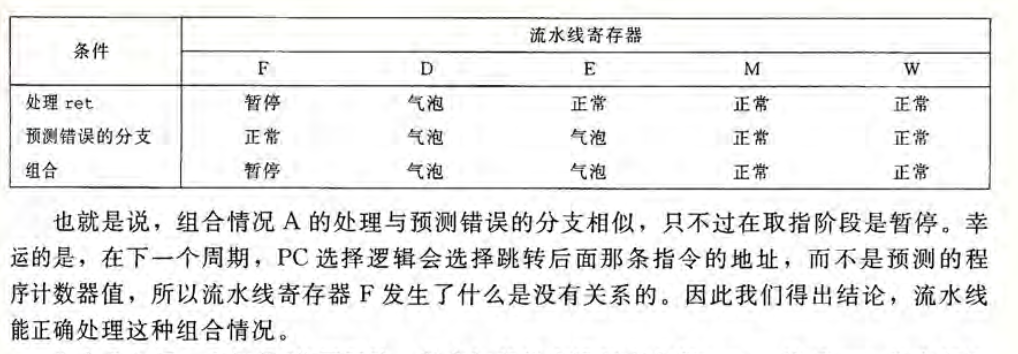 条件 流水线寄存器
F D E M W
处理 ret 暂停 气泡 正常 正常 正常
预测错误的分支 正常 气泡 气泡 正常 正常
组合 暂停 气泡 气泡 正常 正常
也就是说，组合情况 A 的处理与预测错误的分支相似，只不过在取指阶段是暂停。幸
运的是，在下一个周期，PC 选择逻辑会选择跳转后面那条指令的地址，而不是预测的程
序计数器值，所以流水线寄存器 F 发生了什么是没有关系的。因此我们得出结论，流水线
能正确处理这种组合情况。